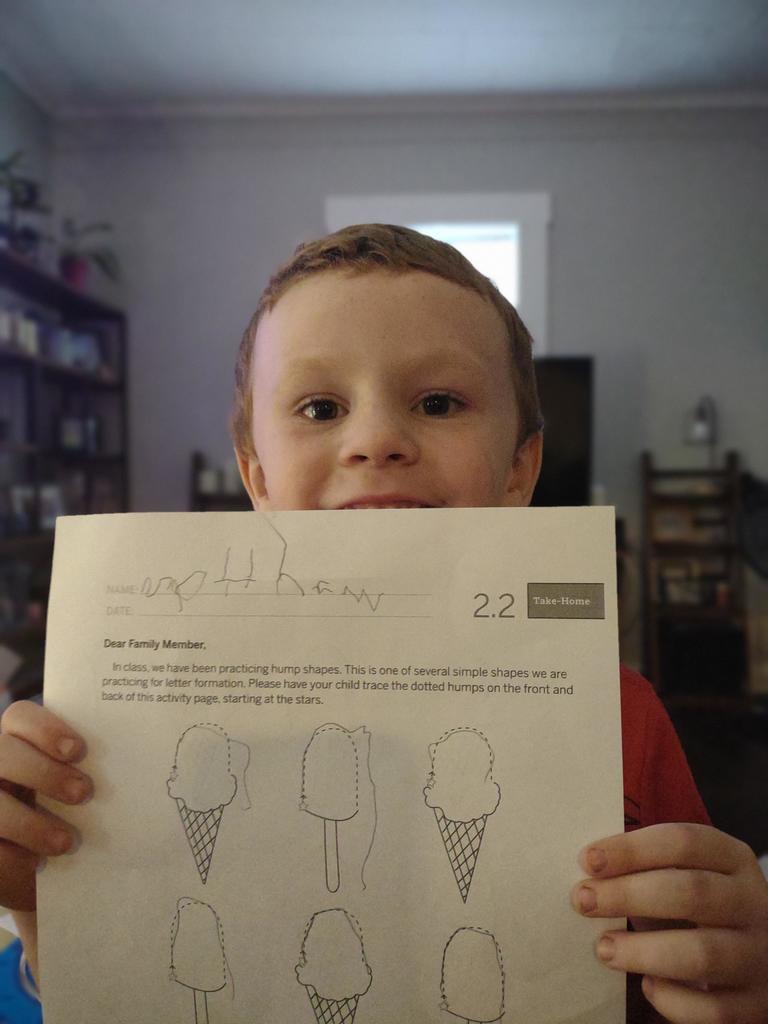 Matthew
NAME:
DATE:
2.2
Take-Home
Dear Family Member,
In class, we have been practicing hump shapes. This is one of several simple shapes we are
practicing for letter formation. Please have your child trace the dotted humps on the front and
back of this activity page, starting at the stars.